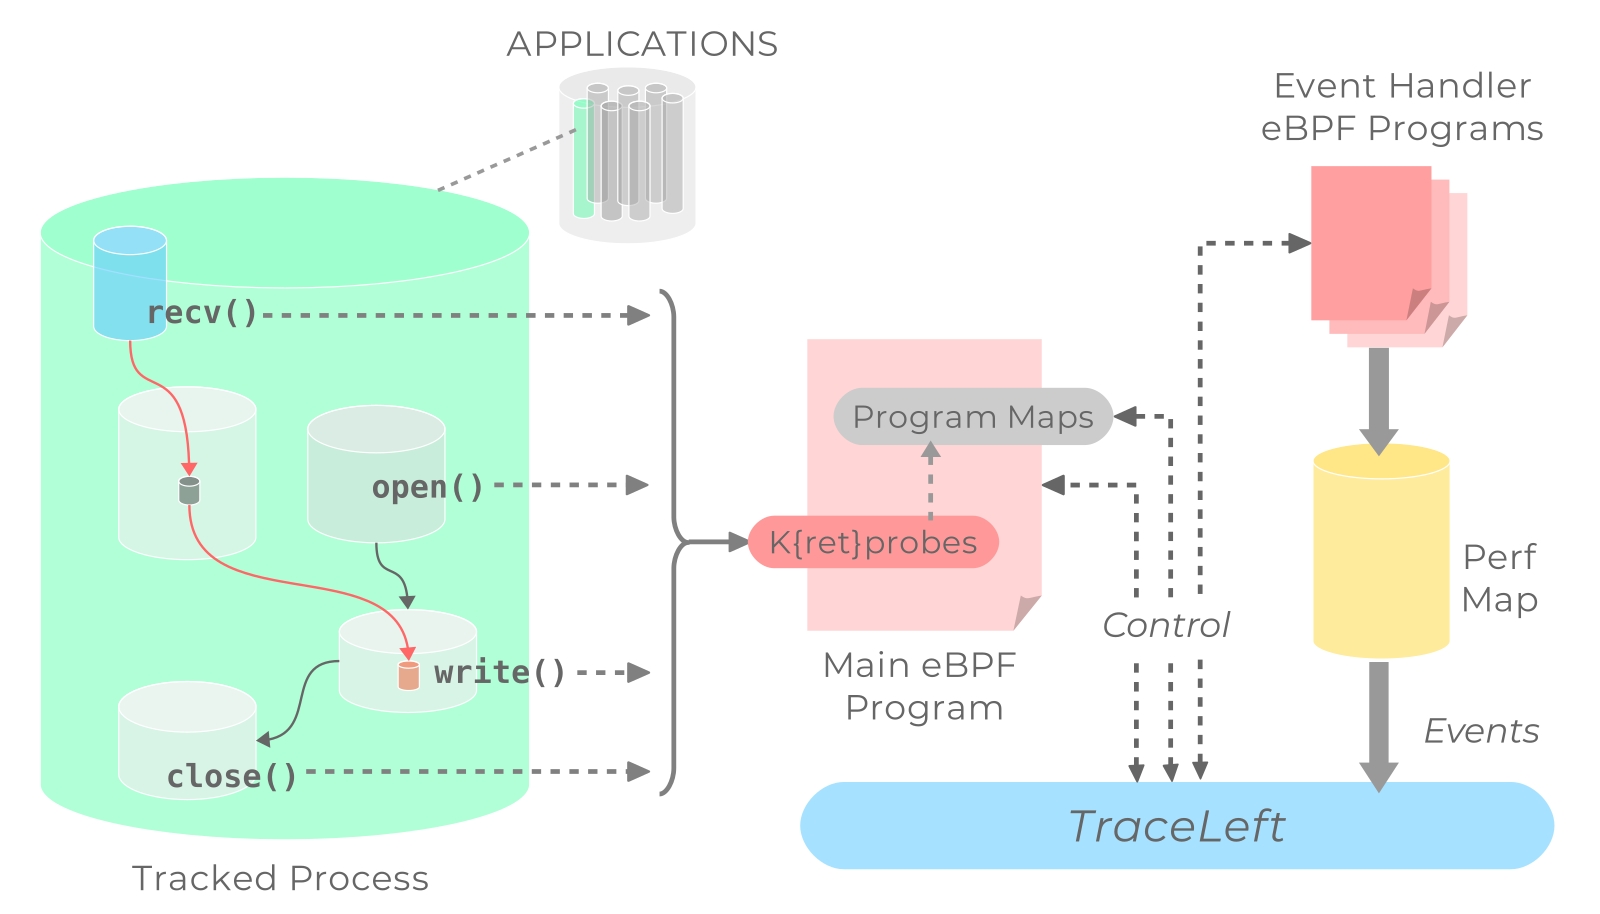 APPLICATIONS
Event Handler
eBPF Programs
recv()
Program Maps
open()
K{ret}probes
Perf
Map
Control
Main eBPF
Program
write()
Events
close()
TraceLeft
Tracked Process